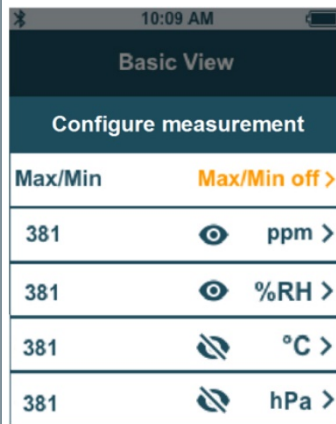 10:09 AM
Basic View
Configure measurement
Max/Min Max/Min off >
381 ppm >
381 %RH >
381 °C >
381 hPa >